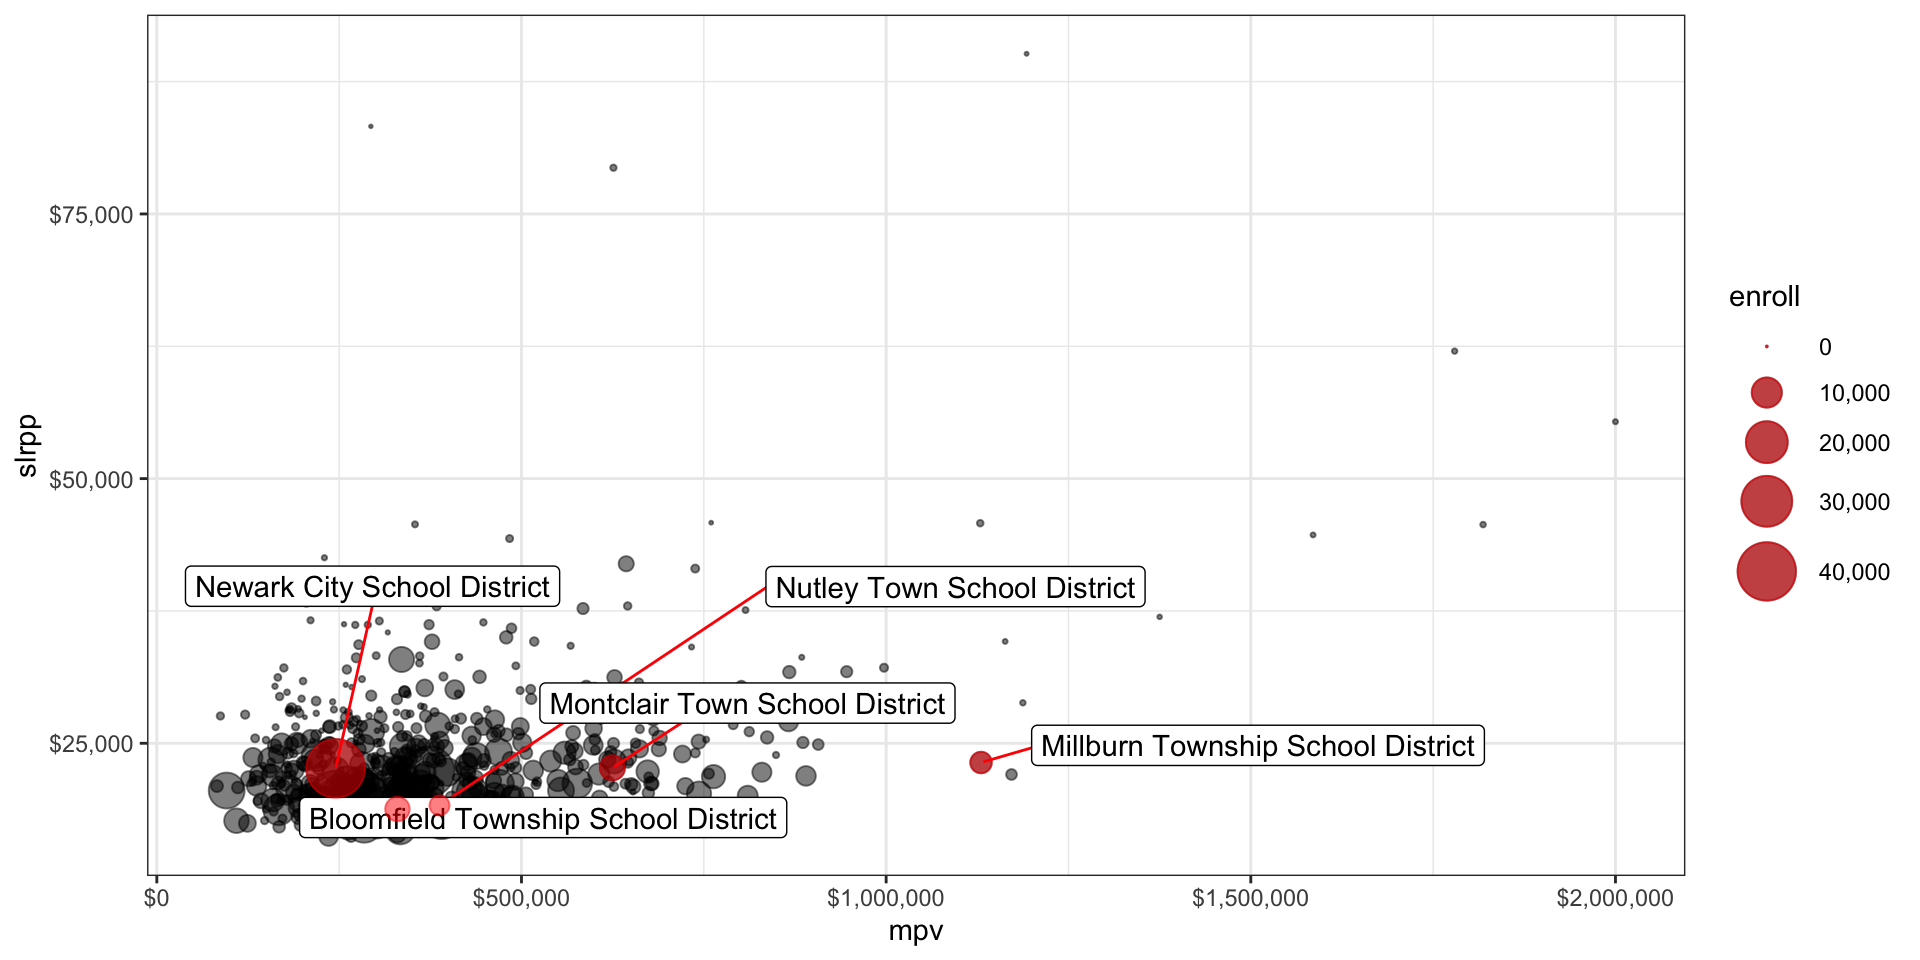 $75,000
$50,000
$25,000
slrpp
Newark City School District
Nutley Town School District
Montclair Town School District
Millburn Township School District
Bloomfield Township School District
$0
$500,000
$1,000,000
$1,500,000
$2,000,000
mpv
enroll
0
10,000
20,000
30,000
40,000